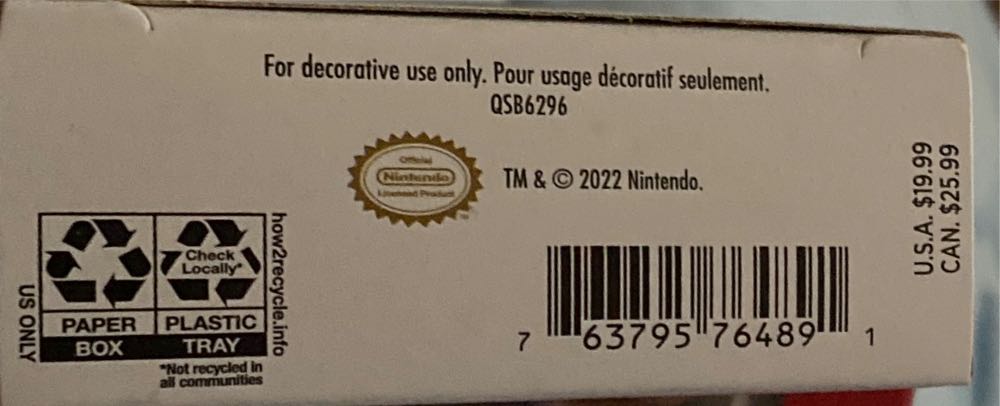 For decorative use only. Pour usage décoratif seulement.
QSB6296
Official
Nintendo
Licensed Product
TM & © 2022 Nintendo.
U.S.A. $19.99
CAN. $25.99
US ONLY
Check
Locally*
PAPER
PLASTIC
BOX
TRAY
*Not recycled in
all communities
how2recycle.info
7 63795 76489 1